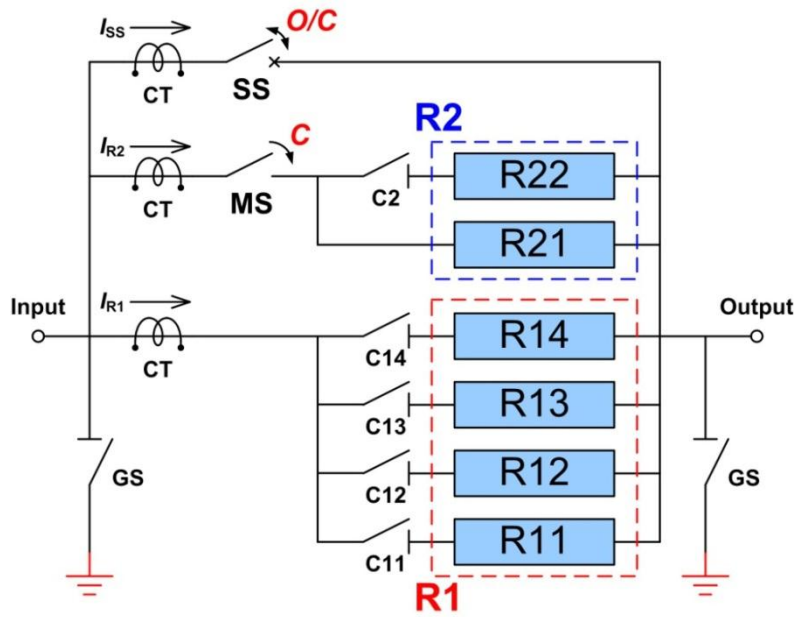 I_SS
O/C
CT
SS
R2
I_R2
C
R22
C2
CT
MS
R21
Input
I_R1
Output
R14
C14
CT
R13
C13
GS
R12
GS
C12
R11
C11
R1